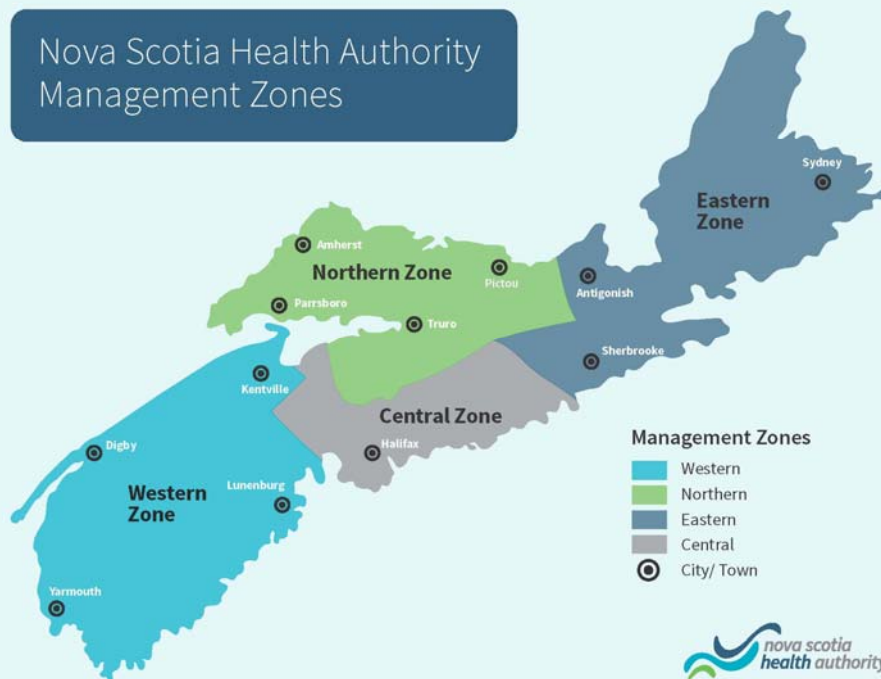 Nova Scotia Health Authority
Management Zones
Sydney
Eastern
Zone
Amherst
Northern Zone
Pictou
Antigonish
Parrsboro
Truro
Sherbrooke
Kentville
Central Zone
Halifax
Digby
Western
Zone
Lunenburg
Yarmouth
Management Zones
Western
Northern
Eastern
Central
City/ Town
nova scotia
health authority